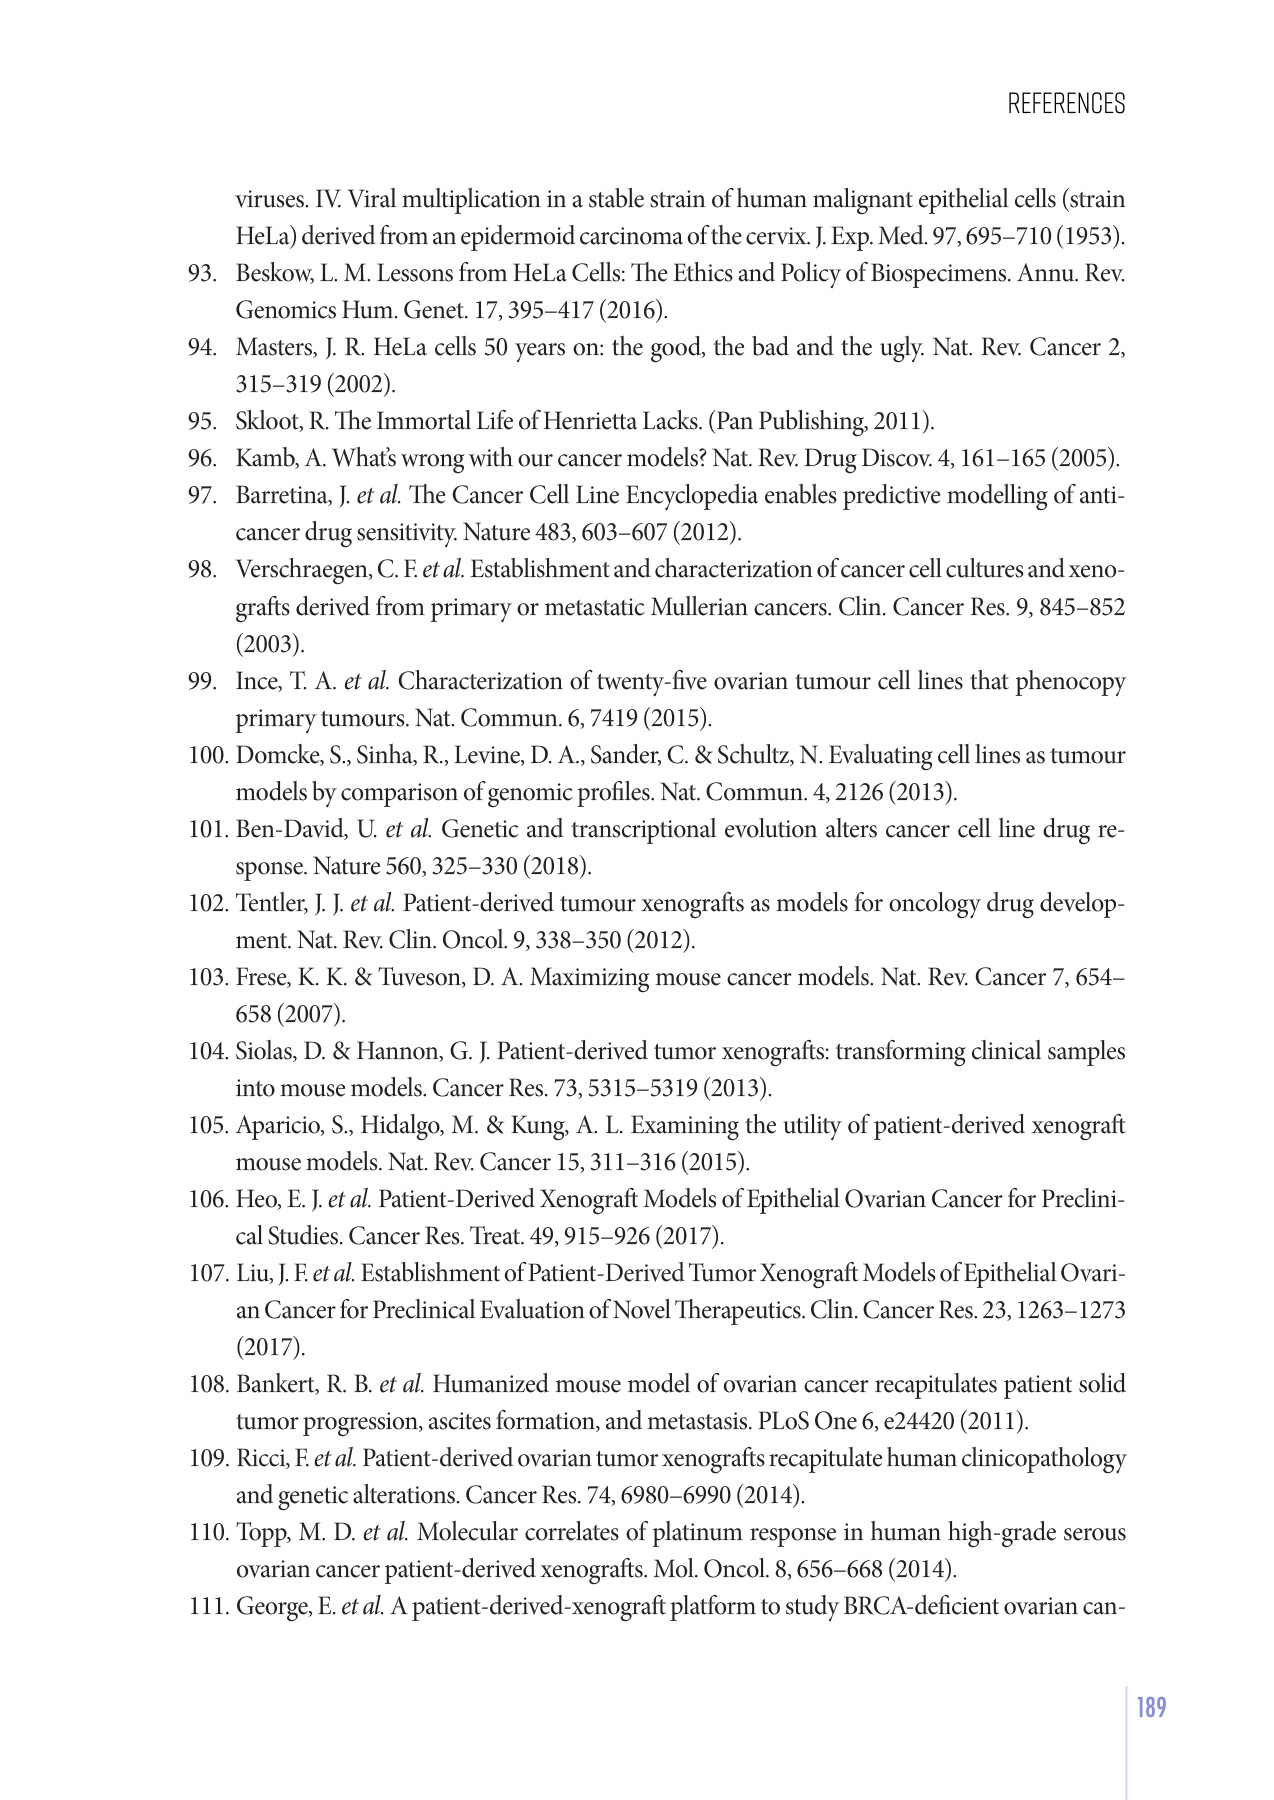 REFERENCES
viruses. IV. Viral multiplication in a stable strain of human malignant epithelial cells (strain
HeLa) derived from an epidermoid carcinoma of the cervix. J. Exp. Med. 97, 695–710 (1953).
93. Beskow, L. M. Lessons from HeLa Cells: The Ethics and Policy of Biospecimens. Annu. Rev.
Genomics Hum. Genet. 17, 395–417 (2016).
94. Masters, J. R. HeLa cells 50 years on: the good, the bad and the ugly. Nat. Rev. Cancer 2,
315–319 (2002).
95. Skloot, R. The Immortal Life of Henrietta Lacks. (Pan Publishing, 2011).
96. Kamb, A. What’s wrong with our cancer models? Nat. Rev. Drug Discov. 4, 161–165 (2005).
97. Barretina, J. et al. The Cancer Cell Line Encyclopedia enables predictive modelling of anti-
cancer drug sensitivity. Nature 483, 603–607 (2012).
98. Verschraegen, C. F. et al. Establishment and characterization of cancer cell cultures and xeno-
grafts derived from primary or metastatic Mullerian cancers. Clin. Cancer Res. 9, 845–852
(2003).
99. Ince, T. A. et al. Characterization of twenty-five ovarian tumour cell lines that phenocopy
primary tumours. Nat. Commun. 6, 7419 (2015).
100. Domcke, S., Sinha, R., Levine, D. A., Sander, C. & Schultz, N. Evaluating cell lines as tumour
models by comparison of genomic profiles. Nat. Commun. 4, 2126 (2013).
101. Ben-David, U. et al. Genetic and transcriptional evolution alters cancer cell line drug re-
sponse. Nature 560, 325–330 (2018).
102. Tentler, J. J. et al. Patient-derived tumour xenografts as models for oncology drug develop-
ment. Nat. Rev. Clin. Oncol. 9, 338–350 (2012).
103. Frese, K. K. & Tuveson, D. A. Maximizing mouse cancer models. Nat. Rev. Cancer 7, 654–
658 (2007).
104. Siolas, D. & Hannon, G. J. Patient-derived tumor xenografts: transforming clinical samples
into mouse models. Cancer Res. 73, 5315–5319 (2013).
105. Aparicio, S., Hidalgo, M. & Kung, A. L. Examining the utility of patient-derived xenograft
mouse models. Nat. Rev. Cancer 15, 311–316 (2015).
106. Heo, E. J. et al. Patient-Derived Xenograft Models of Epithelial Ovarian Cancer for Preclini-
cal Studies. Cancer Res. Treat. 49, 915–926 (2017).
107. Liu, J. F. et al. Establishment of Patient-Derived Tumor Xenograft Models of Epithelial Ovari-
an Cancer for Preclinical Evaluation of Novel Therapeutics. Clin. Cancer Res. 23, 1263–1273
(2017).
108. Bankert, R. B. et al. Humanized mouse model of ovarian cancer recapitulates patient solid
tumor progression, ascites formation, and metastasis. PLoS One 6, e24420 (2011).
109. Ricci, F. et al. Patient-derived ovarian tumor xenografts recapitulate human clinicopathology
and genetic alterations. Cancer Res. 74, 6980–6990 (2014).
110. Topp, M. D. et al. Molecular correlates of platinum response in human high-grade serous
ovarian cancer patient-derived xenografts. Mol. Oncol. 8, 656–668 (2014).
111. George, E. et al. A patient-derived-xenograft platform to study BRCA-deficient ovarian can-
189